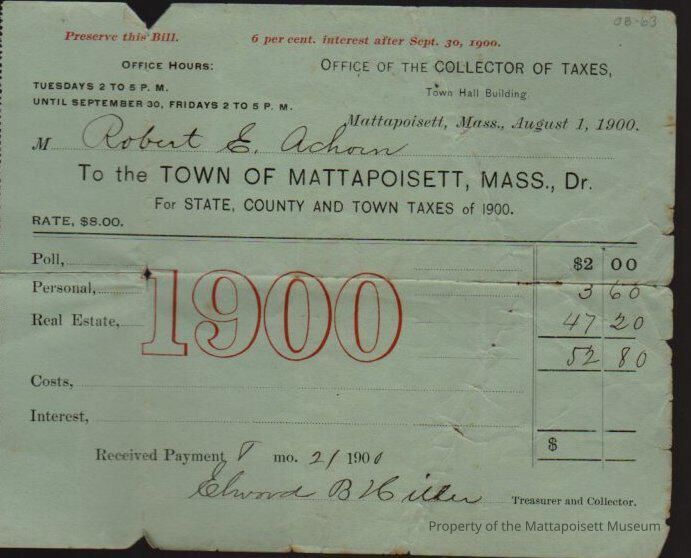 OB-63
Preserve this Bill. 6 per cent. interest after Sept. 30, 1900.
OFFICE HOURS: OFFICE OF THE COLLECTOR OF TAXES,
TUESDAYS 2 TO 5 P. M. Town Hall Building.
UNTIL SEPTEMBER 30, FRIDAYS 2 TO 5 P. M.
Mattapoisett, Mass., August 1, 1900.
M Robert E. Achorn
To the TOWN OF MATTAPOISETT, MASS., Dr.
For STATE, COUNTY AND TOWN TAXES of 1900.
RATE, $8.00.
Poll, $2 00
Personal, 3 60
Real Estate, 47 20
1900
52 80
Costs,
Interest,
$
Received Payment 8 mo. 21 1900
Elwood B Hiller Treasurer and Collector.
Property of the Mattapoisett Museum